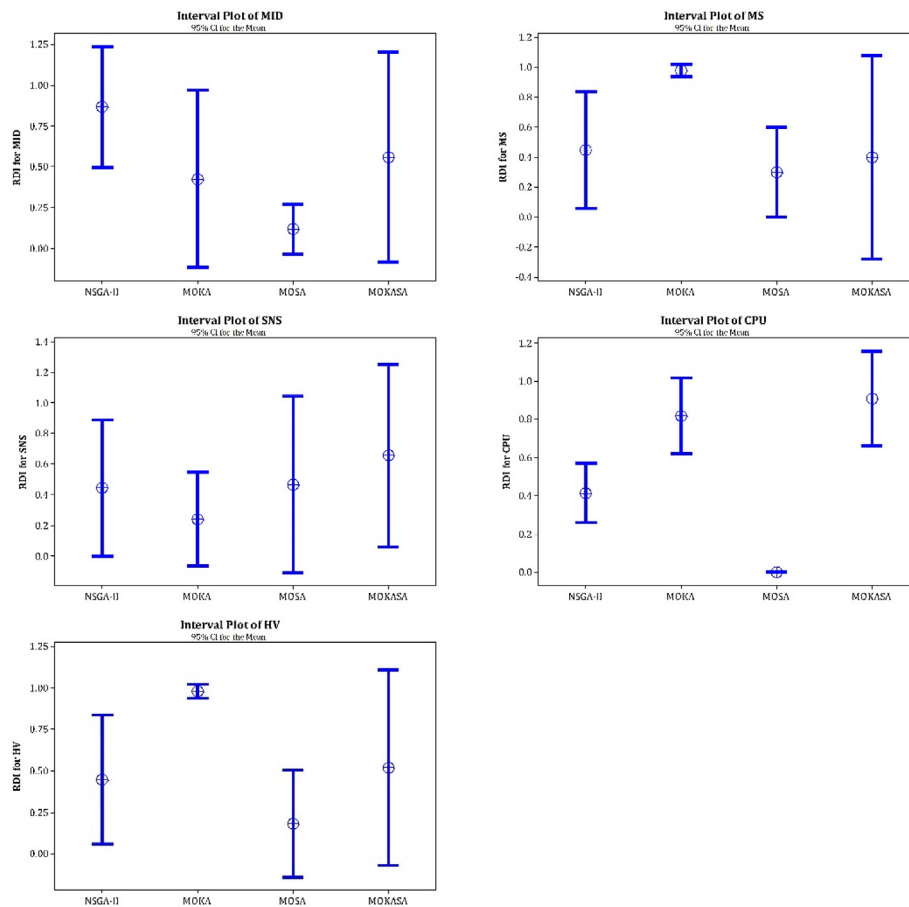 Interval Plot of MID
95% CI for the Mean
RDI for MID
1.25
1.00
0.75
0.50
0.25
0.00
NSGA-II MOKA MOSA MOKASA
Interval Plot of MS
95% CI for the Mean
RDI for MS
1.2
1.0
0.8
0.6
0.4
0.2
0.0
-0.2
-0.4
NSGA-II MOKA MOSA MOKASA
Interval Plot of SNS
95% CI for the Mean
RDI for SNS
1.4
1.2
1.0
0.8
0.6
0.4
0.2
0.0
NSGA-II MOKA MOSA MOKASA
Interval Plot of CPU
95% CI for the Mean
RDI for CPU
1.2
1.0
0.8
0.6
0.4
0.2
0.0
NSGA-II MOKA MOSA MOKASA
Interval Plot of HV
95% CI for the Mean
RDI for HV
1.25
1.00
0.75
0.50
0.25
0.00
NSGA-II MOKA MOSA MOKASA